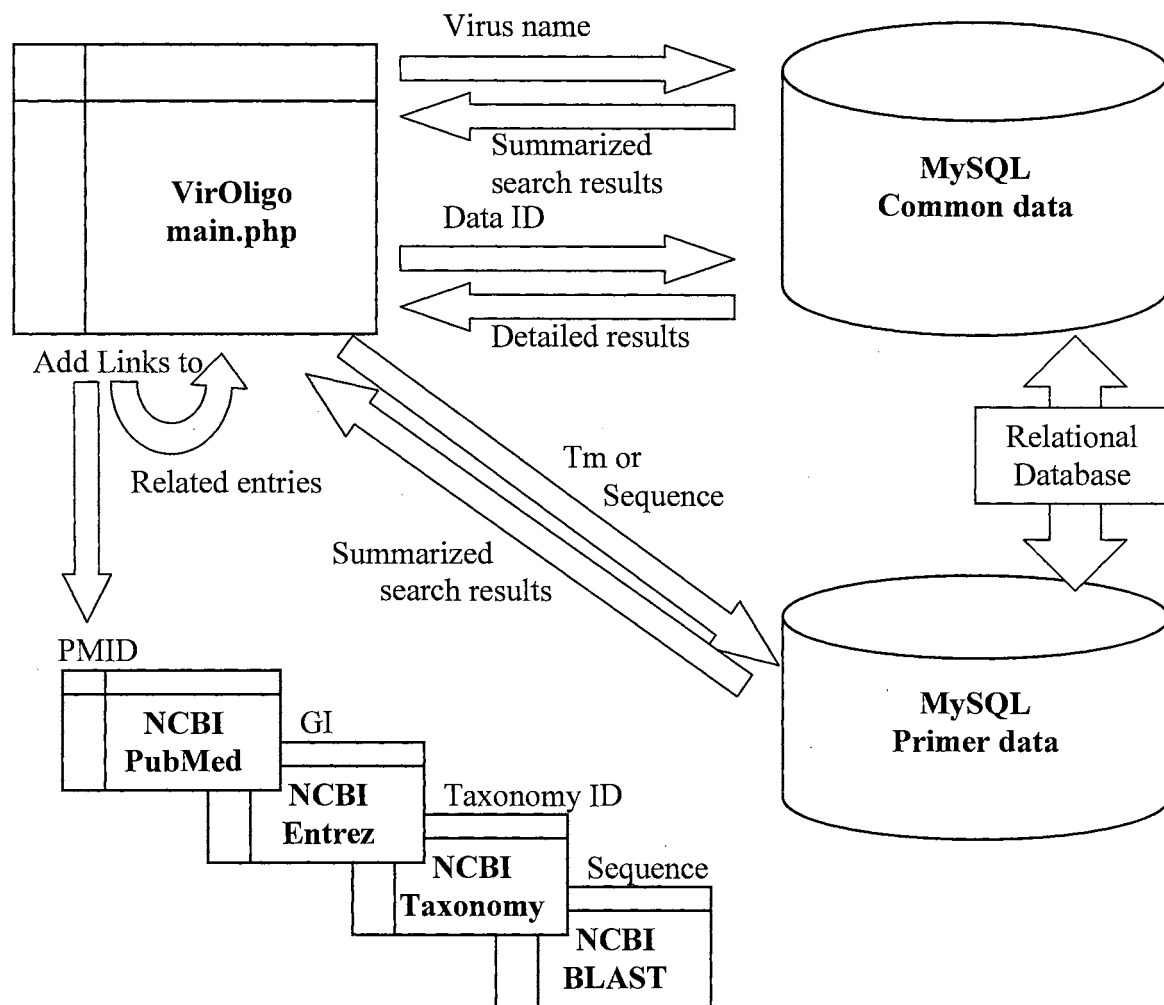 Virus name
VirOligo
main.php
Summarized
search results
MySQL
Common data
Data ID
Detailed results
Add Links to
Related entries
Tm or
Sequence
Relational
Database
Summarized
search results
PMID
NCBI
PubMed
GI
NCBI
Entrez
Taxonomy ID
NCBI
Taxonomy
Sequence
NCBI
BLAST
MySQL
Primer data